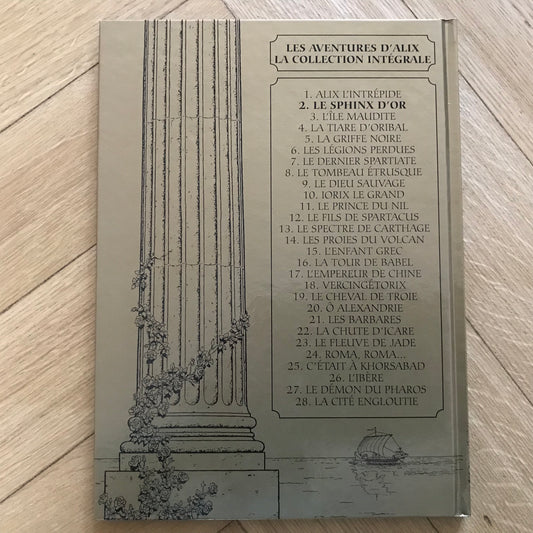 LES AVENTURES D'ALIX
LA COLLECTION INTÉGRALE
1. ALIX L'INTRÉPIDE
2. LE SPHINX D'OR
3. L'ÎLE MAUDITE
4. LA TIARE D'ORIBAL
5. LA GRIFFE NOIRE
6. LES LÉGIONS PERDUES
7. LE DERNIER SPARTIATE
8. LE TOMBEAU ÉTRUSQUE
9. LE DIEU SAUVAGE
10. IORIX LE GRAND
11. LE PRINCE DU NIL
12. LE FILS DE SPARTACUS
13. LE SPECTRE DE CARTHAGE
14. LES PROIES DU VOLCAN
15. L'ENFANT GREC
16. LA TOUR DE BABEL
17. L'EMPEREUR DE CHINE
18. VERCINGÉTORIX
19. LE CHEVAL DE TROIE
20. Ô ALEXANDRIE
21. LES BARBARES
22. LA CHUTE D'ICARE
23. LE FLEUVE DE JADE
24. ROMA, ROMA...
25. C'ÉTAIT À KHORSABAD
26. L'IBÈRE
27. LE DÉMON DU PHAROS
28. LA CITÉ ENGLOUTIE